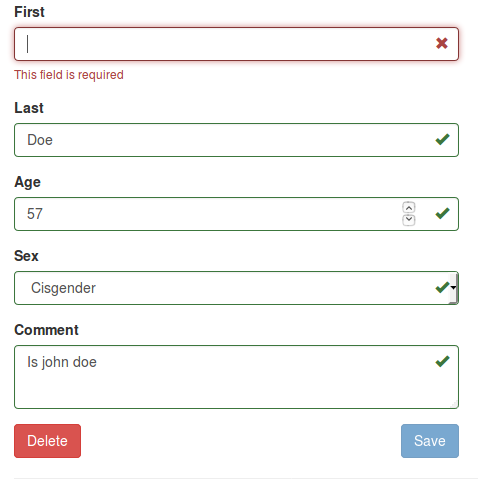 First
This field is required
Last
Doe
Age
57
Sex
Cisgender
Comment
Is john doe
Delete
Save